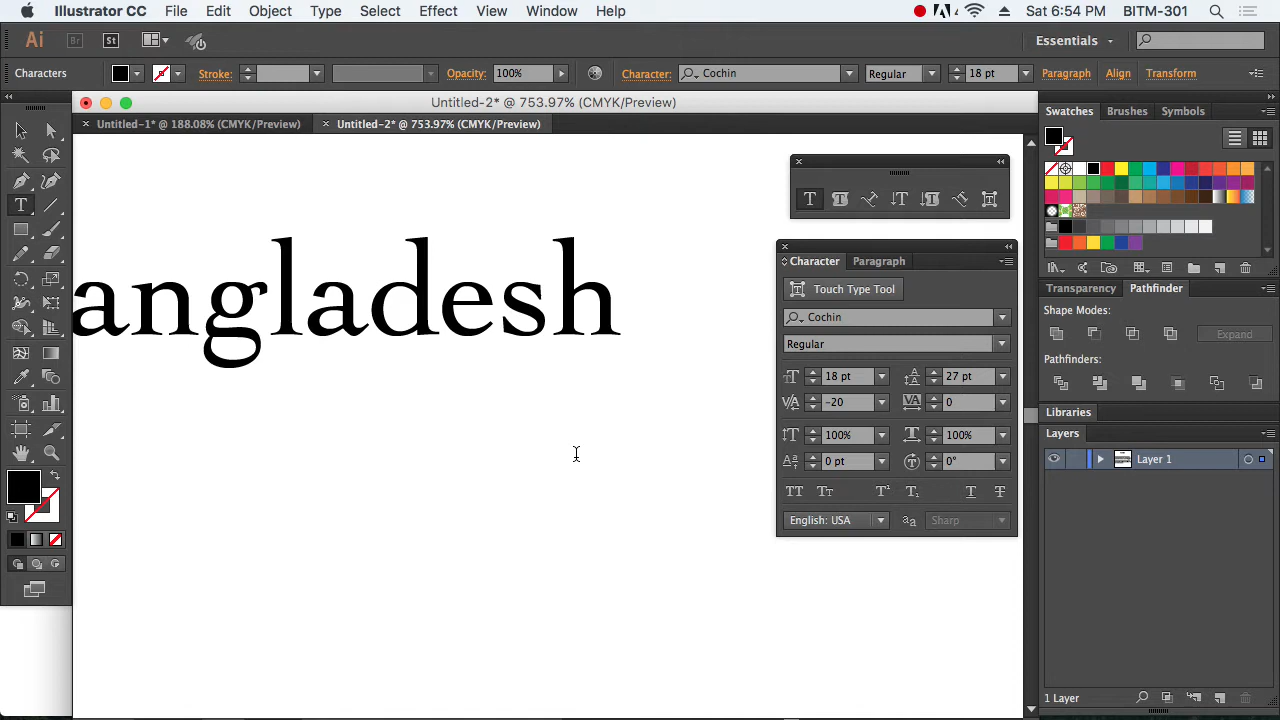 Illustrator CC File Edit Object Type Select Effect View Window Help 4 Sat 6:54 PM BITM-301
Ai Br St Essentials
Characters Stroke: Opacity: 100% Character: Cochin Regular 18 pt Paragraph Align Transform
Untitled-2* @ 753.97% (CMYK/Preview)
Untitled-1* @ 188.08% (CMYK/Preview) Untitled-2* @ 753.97% (CMYK/Preview)
angladesh
Character Paragraph
Touch Type Tool
Cochin
Regular
18 pt 27 pt
-20 0
100% 100%
0 pt 0°
English: USA Sharp
Swatches Brushes Symbols
Transparency Pathfinder
Shape Modes:
Expand
Pathfinders:
Libraries
Layers
Layer 1
1 Layer